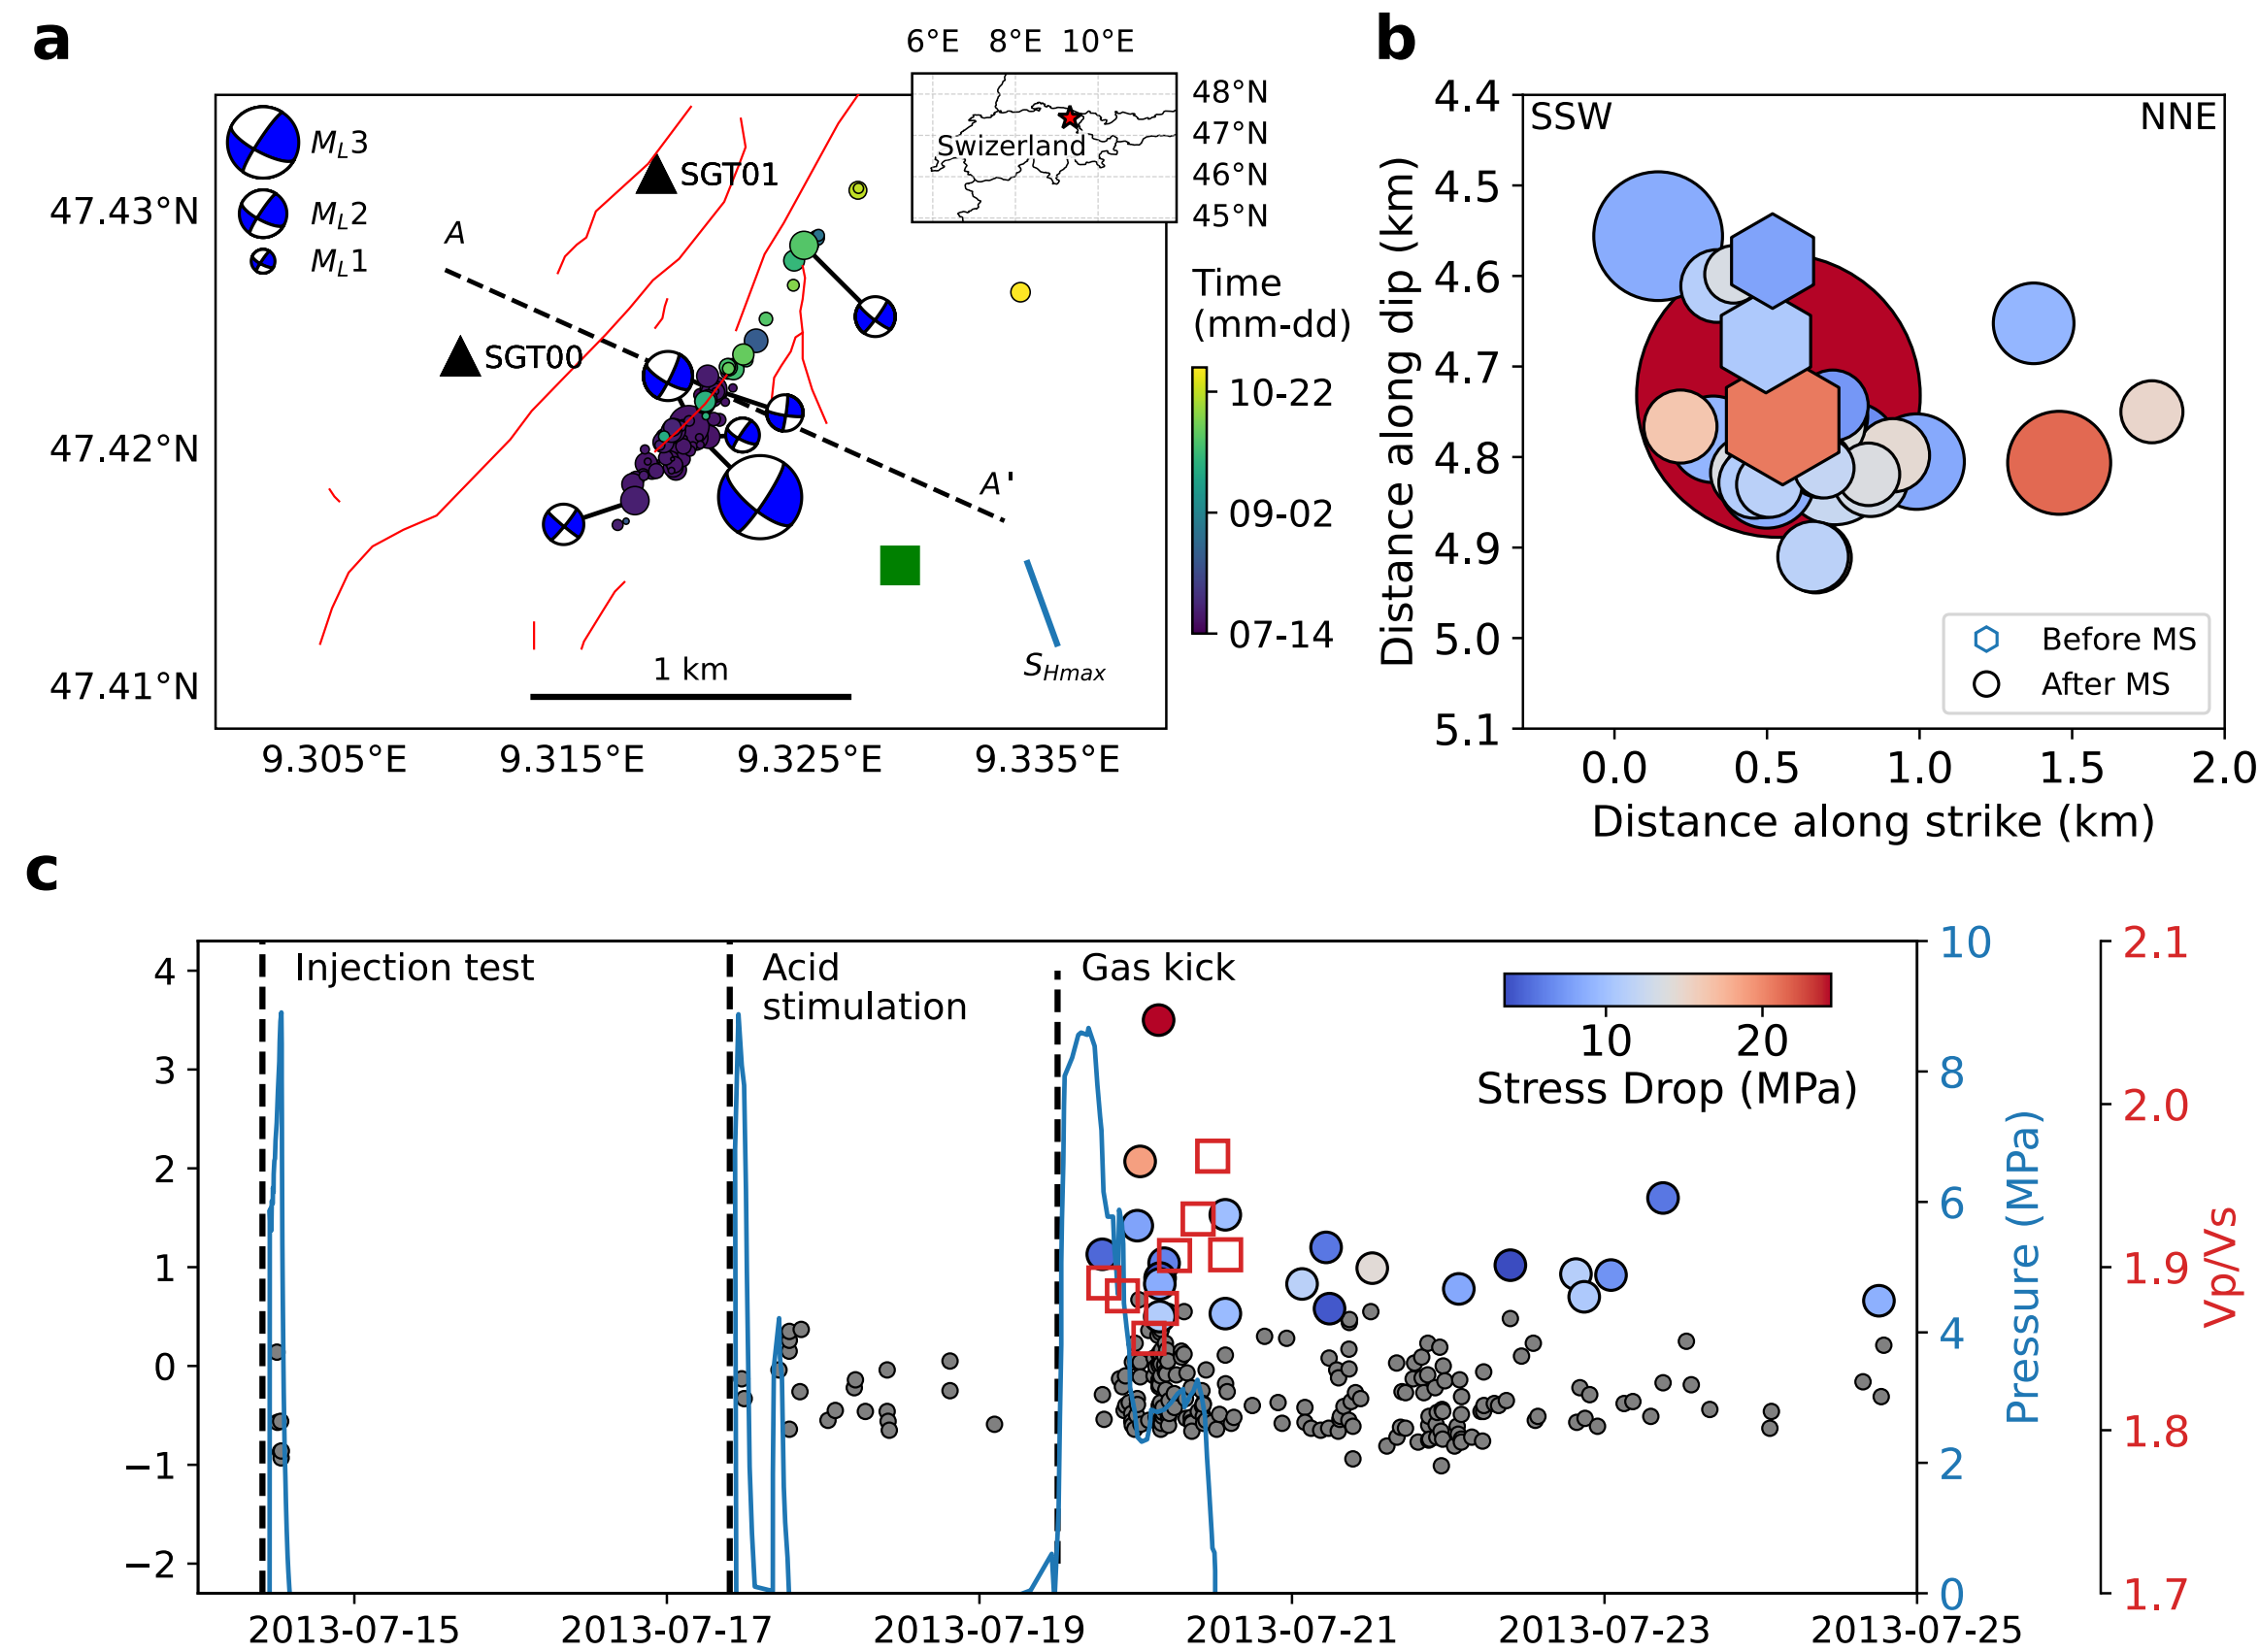 a
6°E 8°E 10°E
48°N
47°N
46°N
45°N
Swizerland
M_L3
M_L2
M_L1
SGT01
SGT00
A
A'
47.43°N
47.42°N
47.41°N
9.305°E 9.315°E 9.325°E 9.335°E
1 km
S_Hmax
Time
(mm-dd)
10-22
09-02
07-14
b
SSW NNE
4.4
4.5
4.6
4.7
4.8
4.9
5.0
5.1
Distance along dip (km)
Before MS
After MS
0.0 0.5 1.0 1.5 2.0
Distance along strike (km)
c
Injection test
Acid
stimulation
Gas kick
10 20
Stress Drop (MPa)
4
3
2
1
0
−1
−2
10
8
6
4
2
0
Pressure (MPa)
2.1
2.0
1.9
1.8
1.7
Vp/Vs
2013-07-15 2013-07-17 2013-07-19 2013-07-21 2013-07-23 2013-07-25